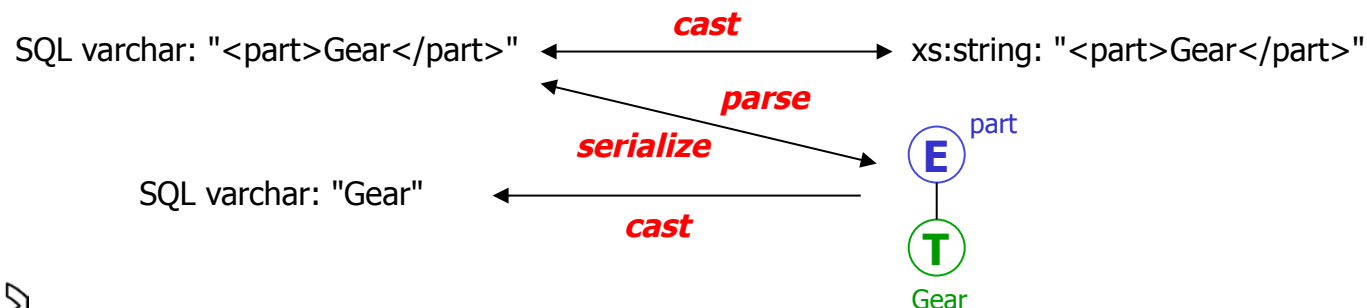 cast
SQL varchar: "<part>Gear</part>"
xs:string: "<part>Gear</part>"
parse
part
serialize
E
SQL varchar: "Gear"
cast
T
Gear